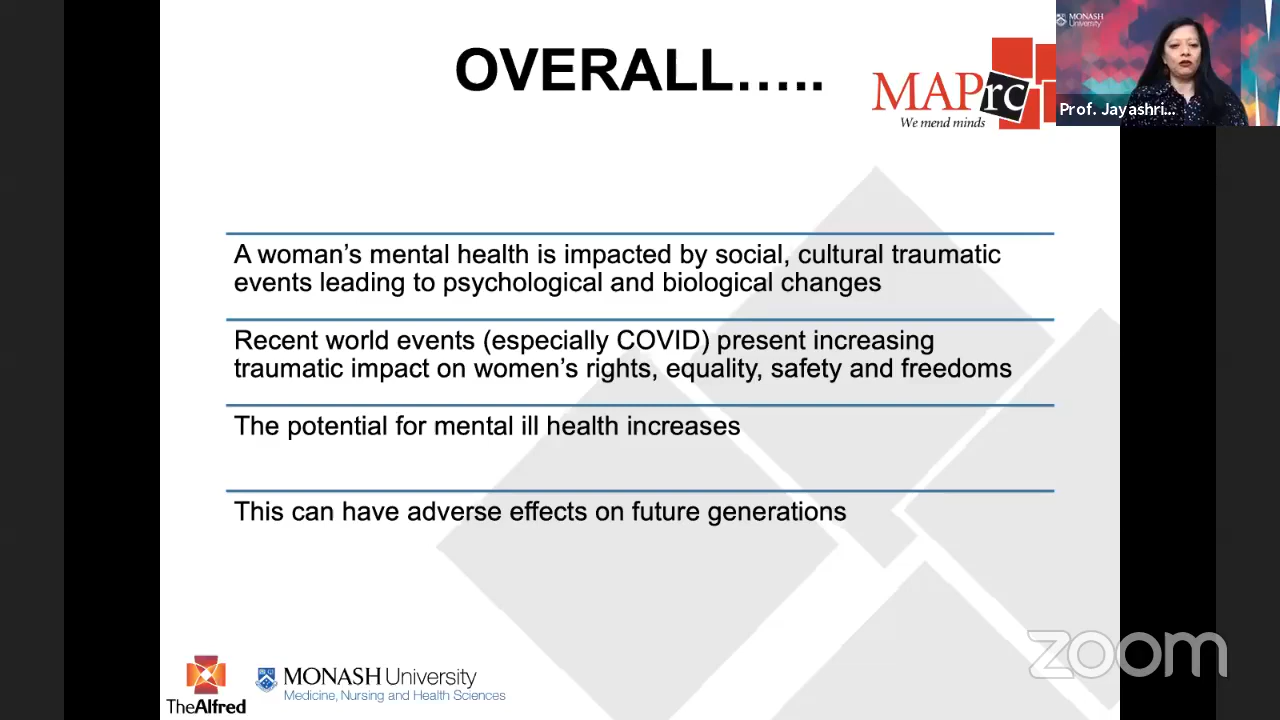 OVERALL.....
MAPrc
We mend minds
MONASH
University
Prof. Jayashri...
A woman’s mental health is impacted by social, cultural traumatic
events leading to psychological and biological changes
Recent world events (especially COVID) present increasing
traumatic impact on women’s rights, equality, safety and freedoms
The potential for mental ill health increases
This can have adverse effects on future generations
TheAlfred
MONASH University
Medicine, Nursing and Health Sciences
zoom